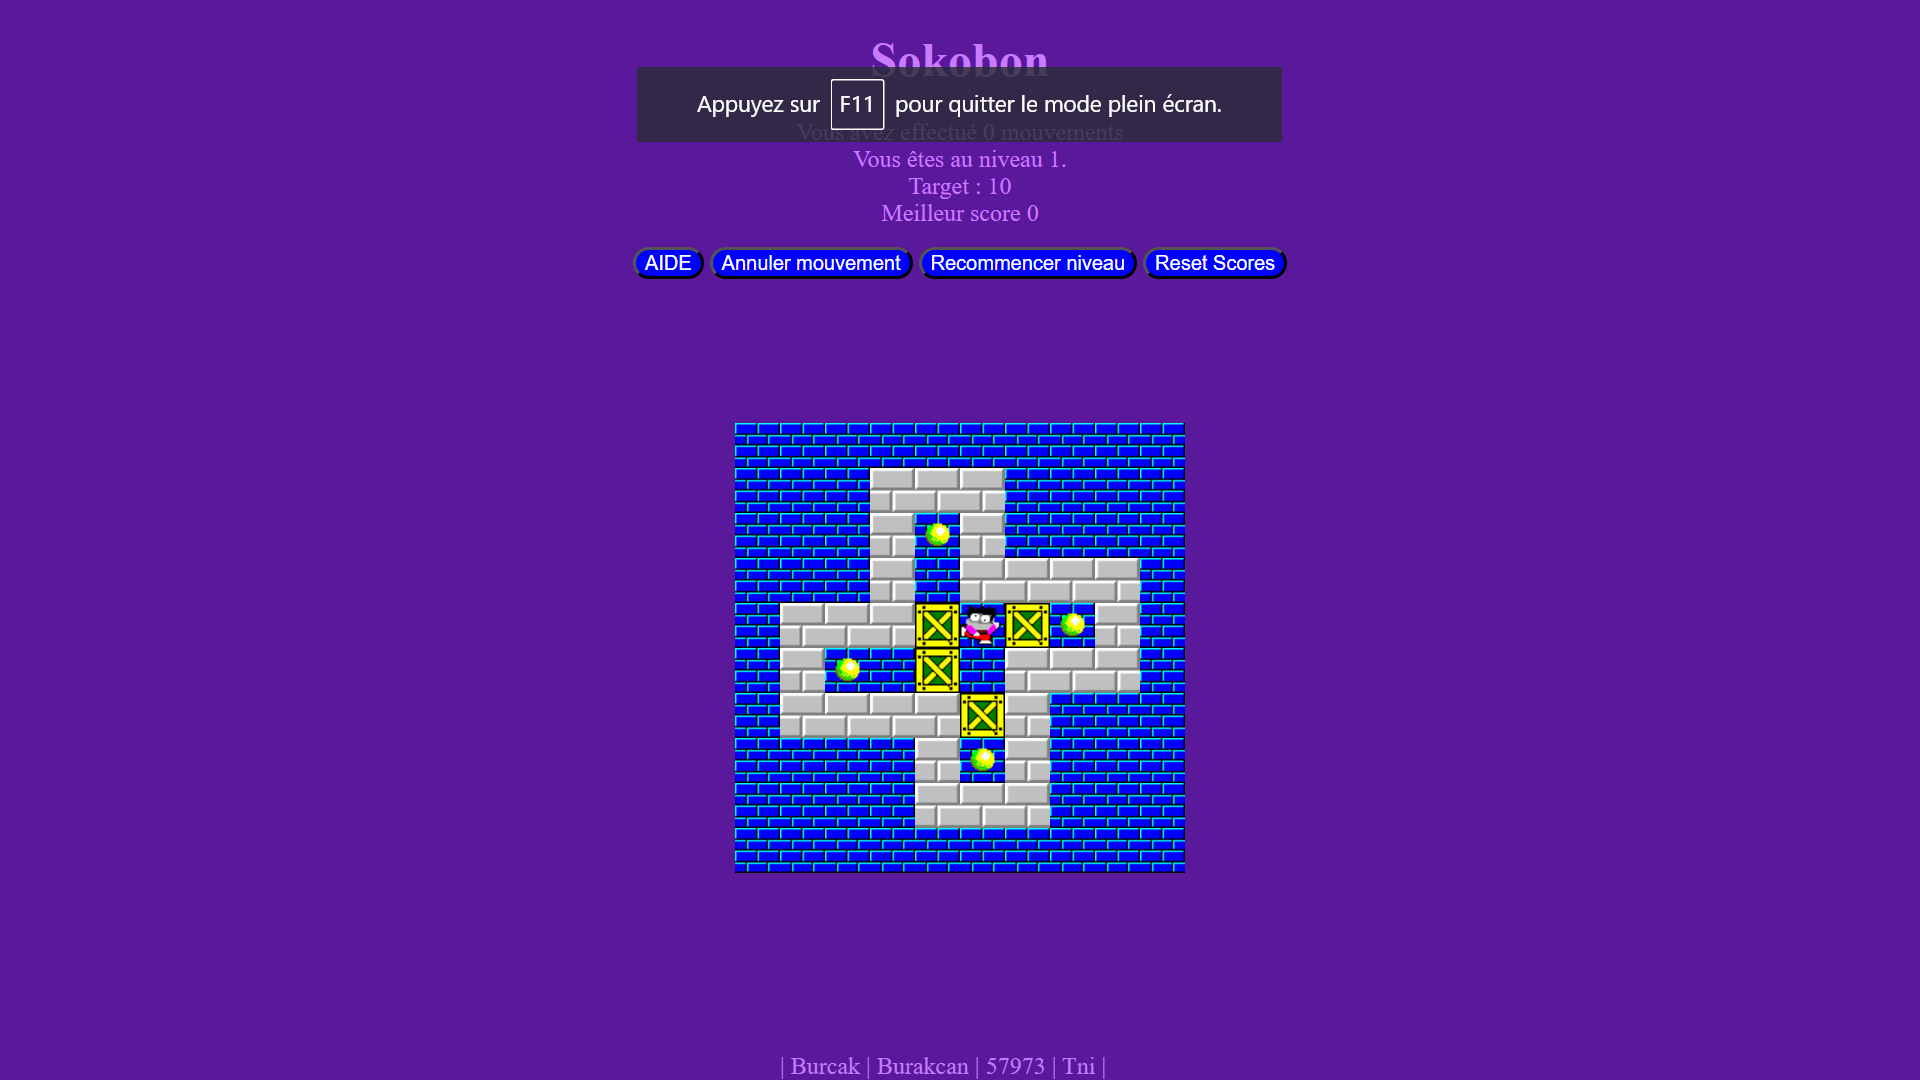 Sokobon
Appuyez sur F11 pour quitter le mode plein écran.
Vous avez effectué 0 mouvements
Vous êtes au niveau 1.
Target : 10
Meilleur score 0
AIDE Annuler mouvement Recommencer niveau Reset Scores
| Burcak | Burakcan | 57973 | Tni |